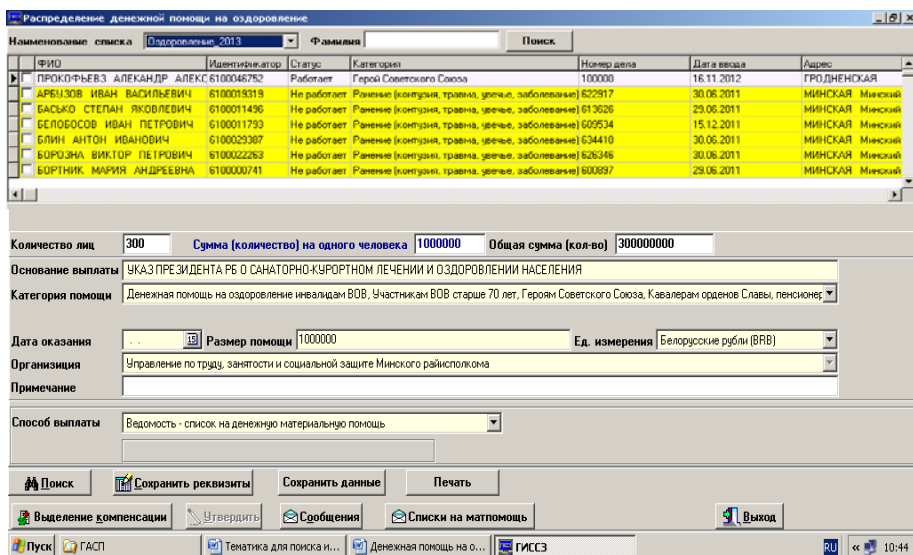 Распределение денежной помощи на оздоровление
Наименование списка Оздоровление_2013 Фамилия Поиск
ФИО Идентификатор Статус Категория Номер дела Дата ввода Адрес
ПРОКОФЬЕВЗ АЛЕКАНДР АЛЕКС 6100046752 Работает Герой Советского Союза 100000 16.11.2012 ГРОДНЕНСКАЯ
АРБУЗОВ ИВАН ВАСИЛЬЕВИЧ 6100019319 Не работает Ранение (контузия, травма, увечье, заболевание) 622917 30.06.2011 МИНСКАЯ Минский
БАСЬКО СТЕПАН ЯКОВЛЕВИЧ 6100011496 Не работает Ранение (контузия, травма, увечье, заболевание) 613626 29.06.2011 МИНСКАЯ Минский
БЕЛОБОСОВ ИВАН ПЕТРОВИЧ 6100011793 Не работает Ранение (контузия, травма, увечье, заболевание) 609534 15.12.2011 МИНСКАЯ Минский
БЛИН АНТОН ИВАНОВИЧ 6100029387 Не работает Ранение (контузия, травма, увечье, заболевание) 634410 30.06.2011 МИНСКАЯ Минский
БОРОЗНА ВИКТОР ПЕТРОВИЧ 6100022263 Не работает Ранение (контузия, травма, увечье, заболевание) 626346 30.06.2011 МИНСКАЯ Минский
БОРТНИК МАРИЯ АНДРЕЕВНА 6100000741 Не работает Ранение (контузия, травма, увечье, заболевание) 600897 29.06.2011 МИНСКАЯ Минский
Количество лиц 300 Сумма (количество) на одного человека 1000000 Общая сумма (кол-во) 300000000
Основание выплаты УКАЗ ПРЕЗИДЕНТА РБ О САНАТОРНО-КУРОРТНОМ ЛЕЧЕНИИ И ОЗДОРОВЛЕНИИ НАСЕЛЕНИЯ
Категория помощи Денежная помощь на оздоровление инвалидам ВОВ, Участникам ВОВ старше 70 лет, Героям Советского Союза, Кавалерам орденов Славы, пенсионер
Дата оказания . . 15 Размер помощи 1000000 Ед. измерения Белорусские рубли (BRB)
Организиция Управление по труду, занятости и социальной защите Минского райисполкома
Примечание
Способ выплаты Ведомость - список на денежную материальную помощь
Поиск Сохранить реквизиты Сохранить данные Печать
Выделение компенсации Утвердить Сообщения Списки на матпомощь Выход
Пуск ГАСП Тематика для поиска и... Денежная помощь на о... ГИССЗ RU « 10:44